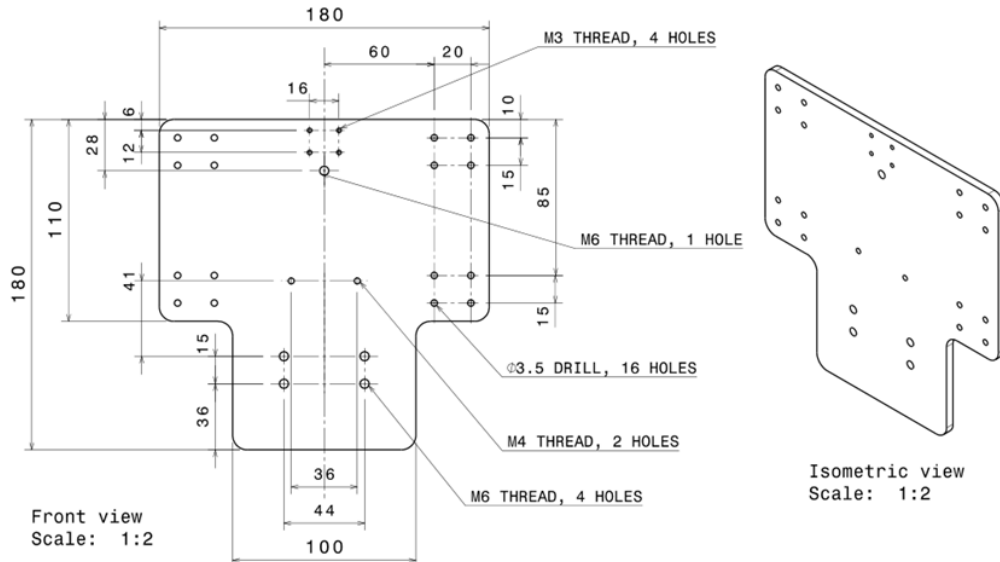 180
M3 THREAD, 4 HOLES
60
20
16
6
10
28
12
15
110
85
180
M6 THREAD, 1 HOLE
41
15
15
Φ3.5 DRILL, 16 HOLES
36
M4 THREAD, 2 HOLES
36
M6 THREAD, 4 HOLES
44
100
Front view
Scale: 1:2
Isometric view
Scale: 1:2